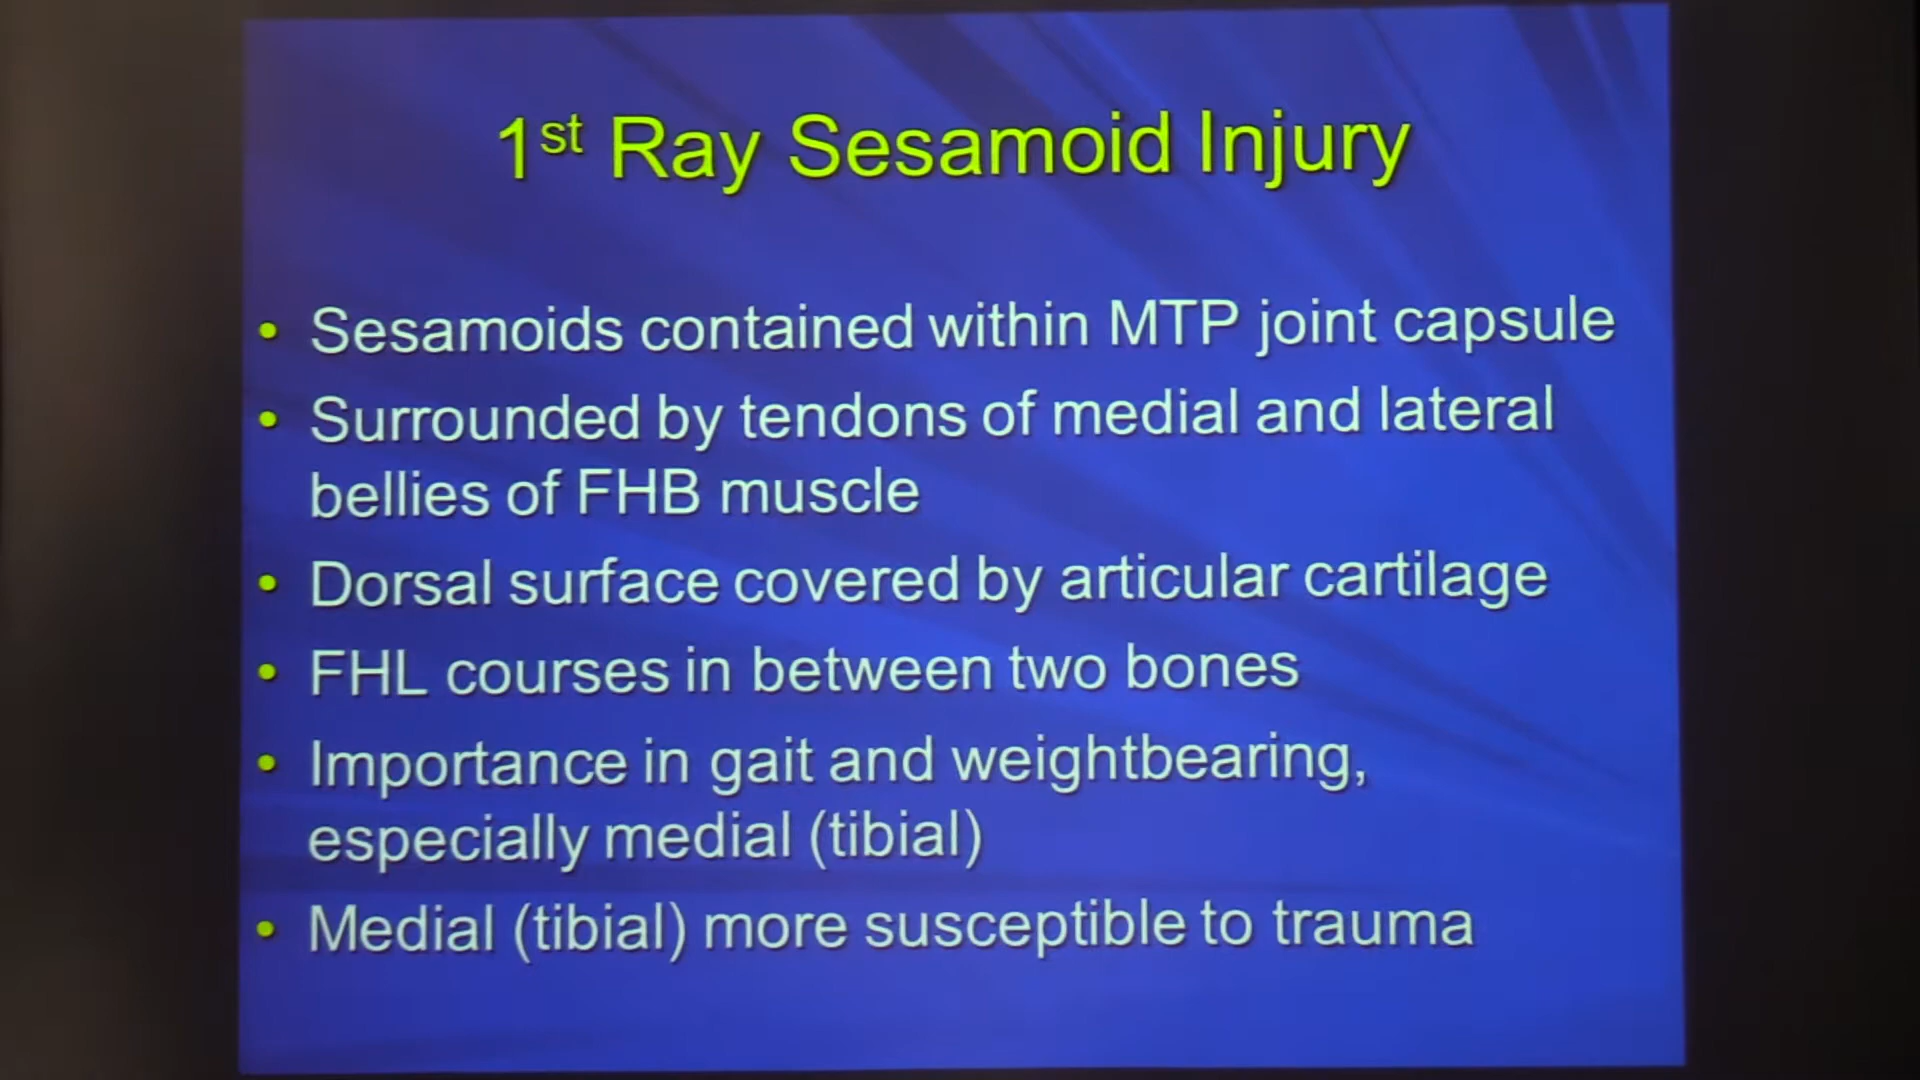 1st Ray Sesamoid Injury
• Sesamoids contained within MTP joint capsule
• Surrounded by tendons of medial and lateral
bellies of FHB muscle
• Dorsal surface covered by articular cartilage
• FHL courses in between two bones
• Importance in gait and weightbearing,
especially medial (tibial)
• Medial (tibial) more susceptible to trauma